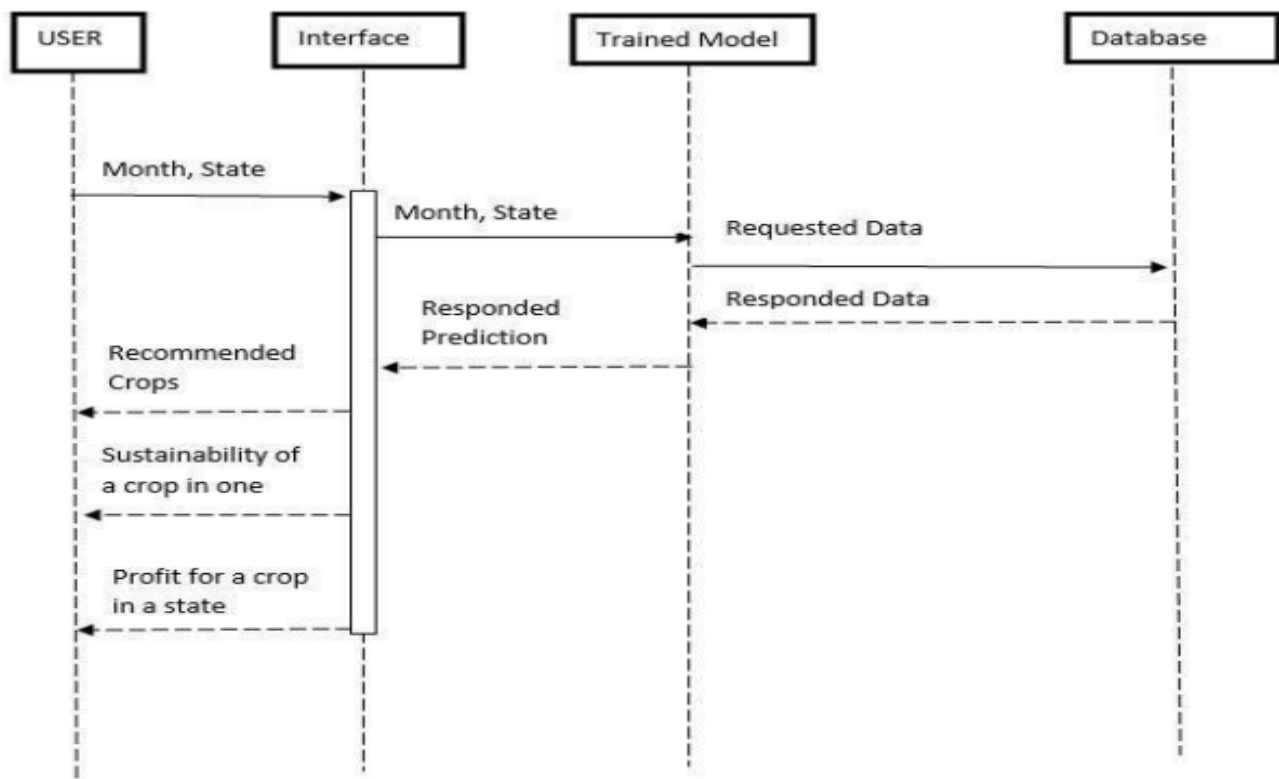 USER
Interface
Trained Model
Database
Month, State
Month, State
Requested Data
Responded Data
Responded
Prediction
Recommended
Crops
Sustainability of
a crop in one
Profit for a crop
in a state